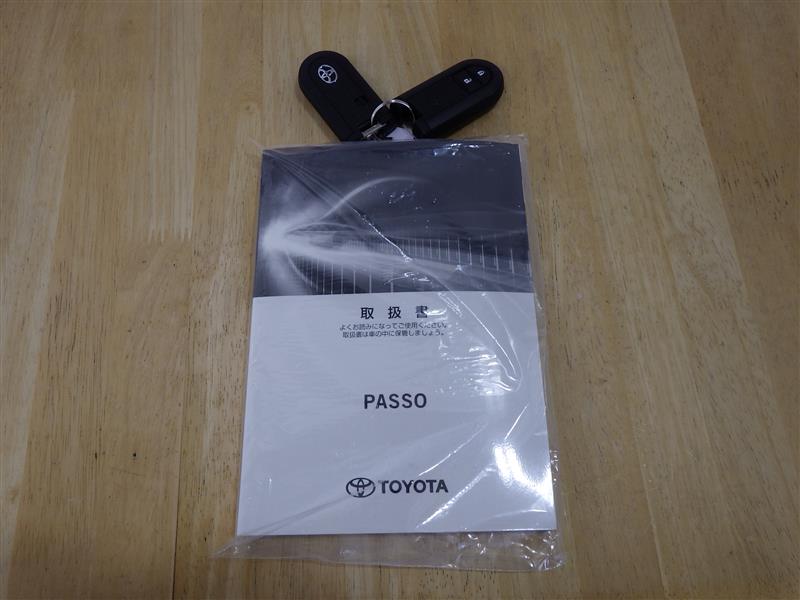 取扱書
よくお読みになってご使用ください。
取扱書は車の中に保管しましょう。
PASSO
TOYOTA